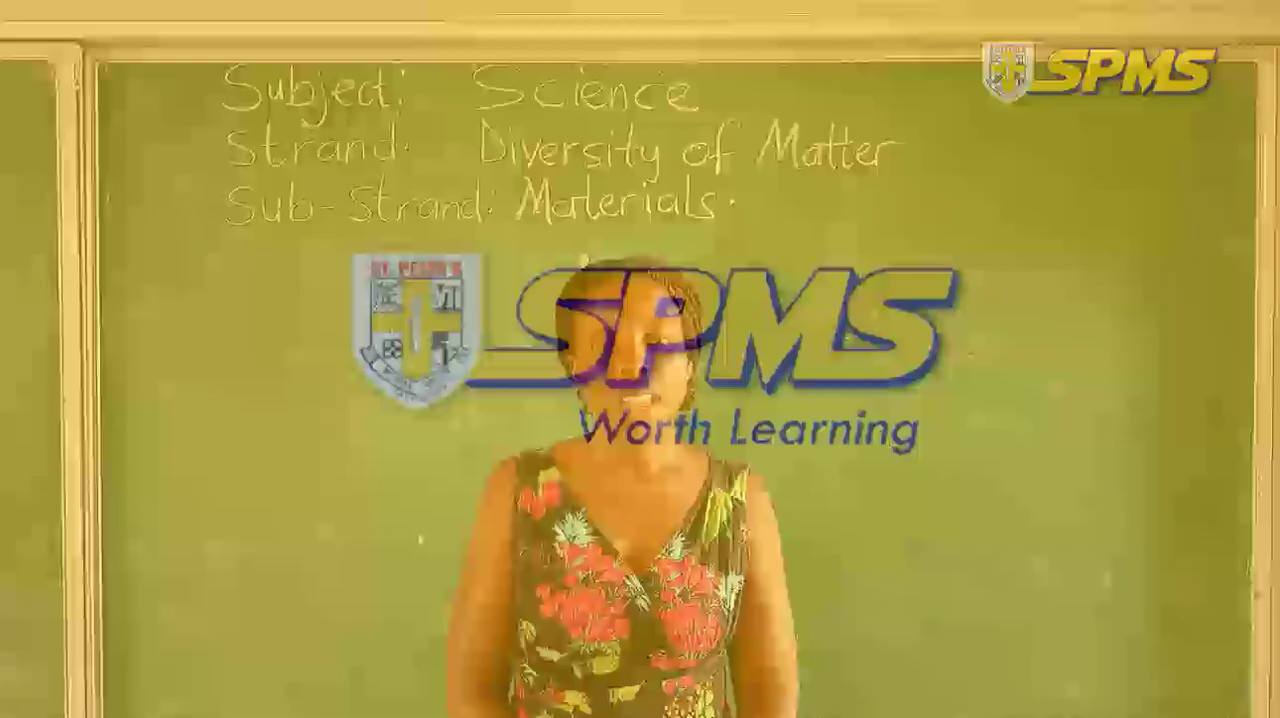 SPMS
Subject: Science
Strand: Diversity of Matter
Sub-Strand: Materials.
SPMS
Worth Learning